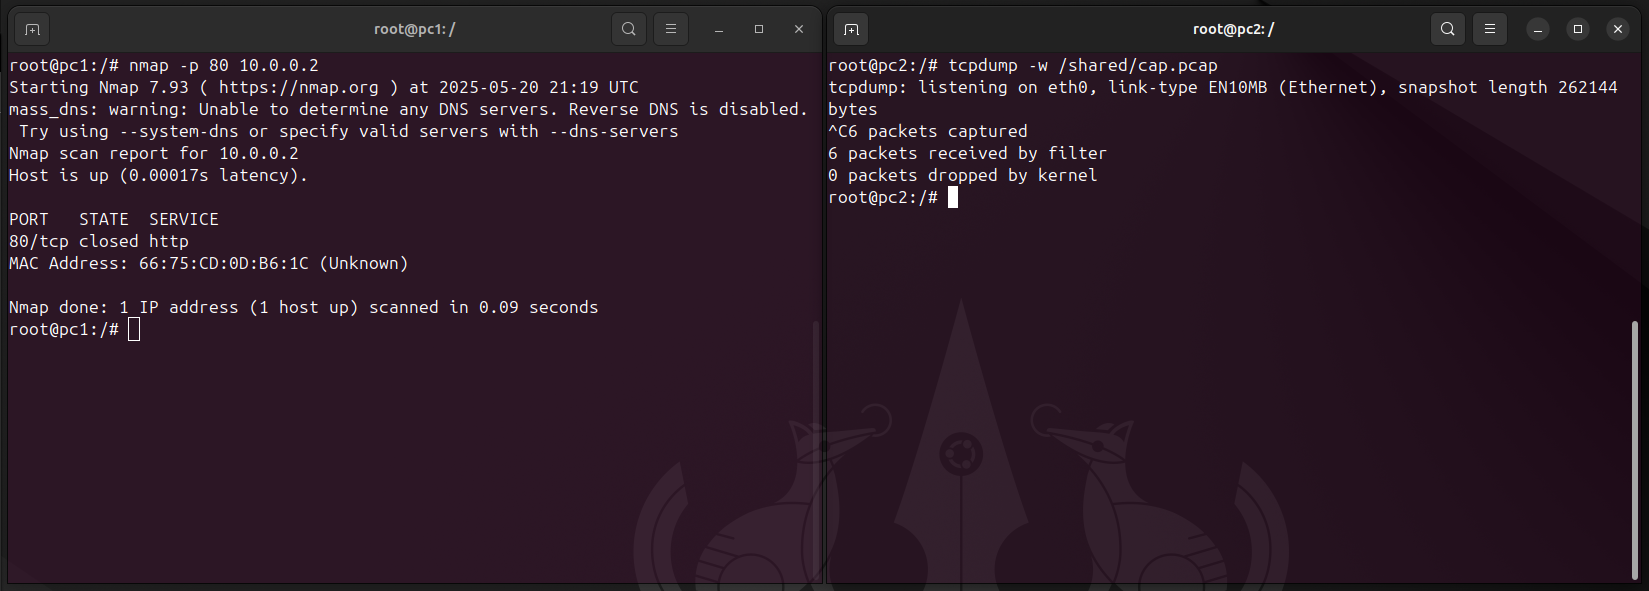 root@pc1: /
root@pc1:/# nmap -p 80 10.0.0.2
Starting Nmap 7.93 ( https://nmap.org ) at 2025-05-20 21:19 UTC
mass_dns: warning: Unable to determine any DNS servers. Reverse DNS is disabled.
 Try using --system-dns or specify valid servers with --dns-servers
Nmap scan report for 10.0.0.2
Host is up (0.00017s latency).
PORT   STATE  SERVICE
80/tcp closed http
MAC Address: 66:75:CD:0D:B6:1C (Unknown)
Nmap done: 1 IP address (1 host up) scanned in 0.09 seconds
root@pc1:/#
root@pc2: /
root@pc2:/# tcpdump -w /shared/cap.pcap
tcpdump: listening on eth0, link-type EN10MB (Ethernet), snapshot length 262144
bytes
^C6 packets captured
6 packets received by filter
0 packets dropped by kernel
root@pc2:/#